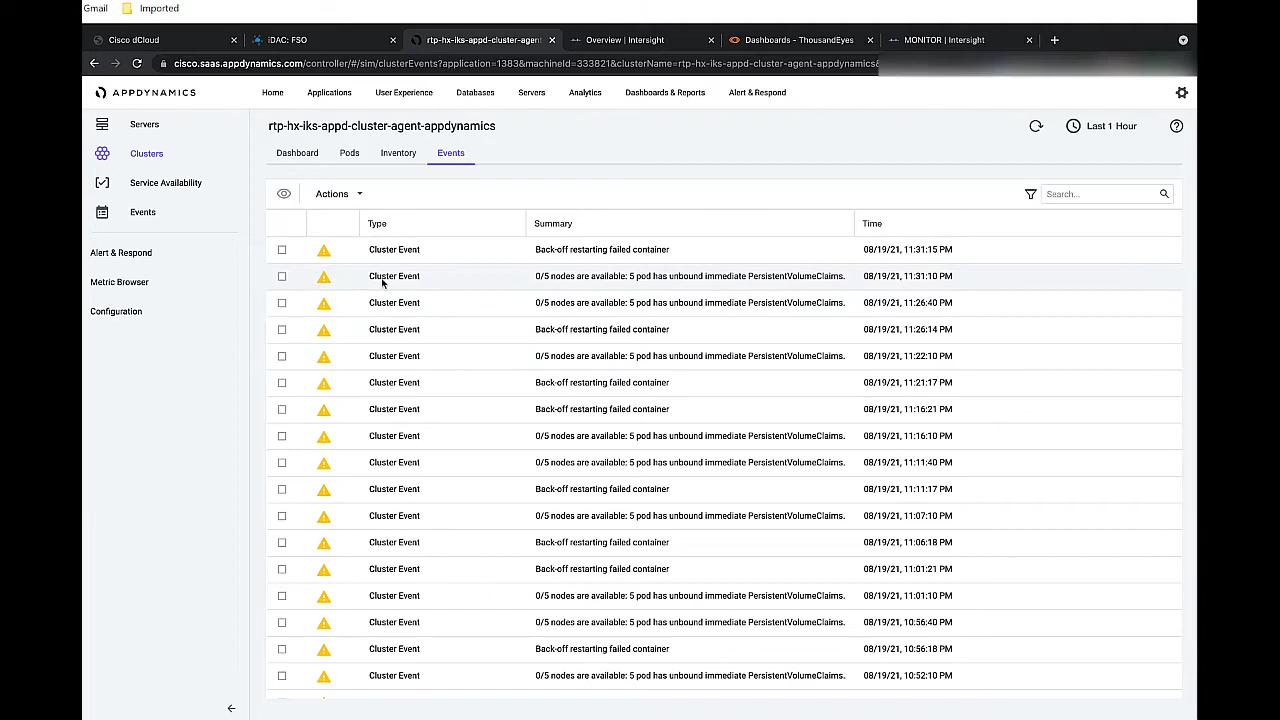 Gmail Imported
Cisco dCloud iDAC: FSO rtp-hx-iks-appd-cluster-agent Overview | Intersight Dashboards - ThousandEyes MONITOR | Intersight
cisco.saas.appdynamics.com/controller/#/sim/clusterEvents?application=1383&machineId=333821&clusterName=rtp-hx-iks-appd-cluster-agent-appdynamics&
APPDYNAMICS Home Applications User Experience Databases Servers Analytics Dashboards & Reports Alert & Respond
Servers
Clusters
Service Availability
Events
Alert & Respond
Metric Browser
Configuration
rtp-hx-iks-appd-cluster-agent-appdynamics Last 1 Hour
Dashboard Pods Inventory Events
Actions Search...
Type Summary Time
Cluster Event Back-off restarting failed container 08/19/21, 11:31:15 PM
Cluster Event 0/5 nodes are available: 5 pod has unbound immediate PersistentVolumeClaims. 08/19/21, 11:31:10 PM
Cluster Event 0/5 nodes are available: 5 pod has unbound immediate PersistentVolumeClaims. 08/19/21, 11:26:40 PM
Cluster Event Back-off restarting failed container 08/19/21, 11:26:14 PM
Cluster Event 0/5 nodes are available: 5 pod has unbound immediate PersistentVolumeClaims. 08/19/21, 11:22:10 PM
Cluster Event Back-off restarting failed container 08/19/21, 11:21:17 PM
Cluster Event Back-off restarting failed container 08/19/21, 11:16:21 PM
Cluster Event 0/5 nodes are available: 5 pod has unbound immediate PersistentVolumeClaims. 08/19/21, 11:16:10 PM
Cluster Event 0/5 nodes are available: 5 pod has unbound immediate PersistentVolumeClaims. 08/19/21, 11:11:40 PM
Cluster Event Back-off restarting failed container 08/19/21, 11:11:17 PM
Cluster Event 0/5 nodes are available: 5 pod has unbound immediate PersistentVolumeClaims. 08/19/21, 11:07:10 PM
Cluster Event Back-off restarting failed container 08/19/21, 11:06:18 PM
Cluster Event Back-off restarting failed container 08/19/21, 11:01:21 PM
Cluster Event 0/5 nodes are available: 5 pod has unbound immediate PersistentVolumeClaims. 08/19/21, 11:01:10 PM
Cluster Event 0/5 nodes are available: 5 pod has unbound immediate PersistentVolumeClaims. 08/19/21, 10:56:40 PM
Cluster Event Back-off restarting failed container 08/19/21, 10:56:18 PM
Cluster Event 0/5 nodes are available: 5 pod has unbound immediate PersistentVolumeClaims. 08/19/21, 10:52:10 PM